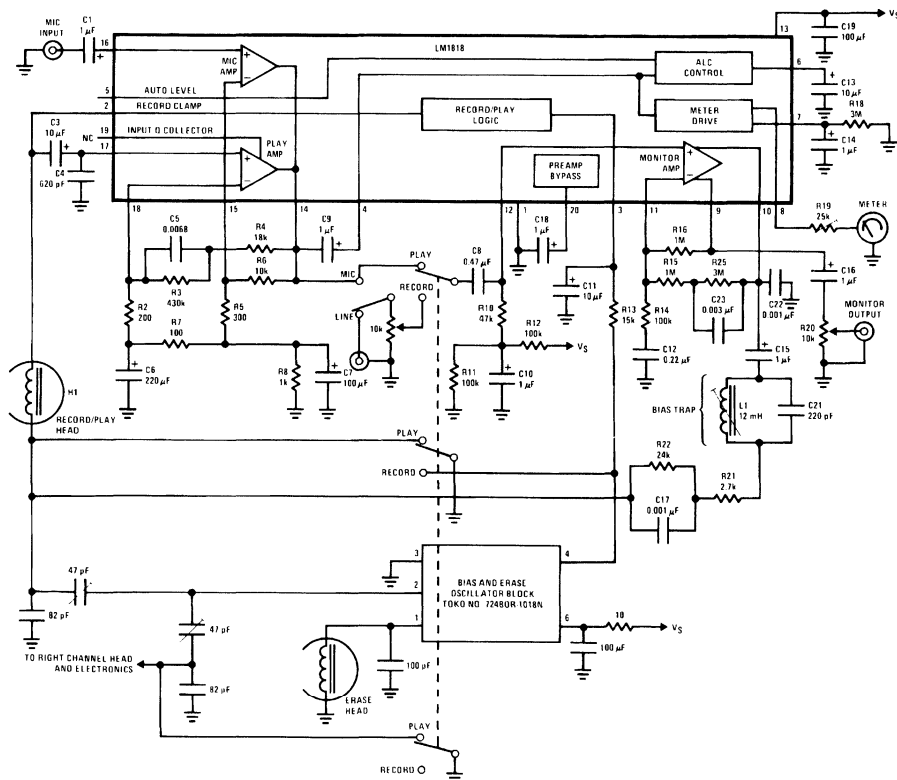 MIC
INPUT
C1
1 µF
16
LM1818
13
VS
C19
100 µF
MIC
AMP
ALC
CONTROL
6
C13
10 µF
5
AUTO LEVEL
2
RECORD CLAMP
RECORD/PLAY
LOGIC
METER
DRIVE
7
R18
3M
C14
1 µF
C3
10 µF
NC
19
INPUT Q COLLECTOR
17
PLAY
AMP
C4
620 pF
PREAMP
BYPASS
MONITOR
AMP
18
15
14
4
12
1
20
3
11
9
10
8
R19
25k
METER
C5
0.0068
R4
18k
R6
10k
C9
1 µF
R3
430k
R2
200
R7
100
R5
300
C6
220 µF
R8
1k
C7
100 µF
MIC
PLAY
RECORD
LINE
10k
C8
0.47 µF
R10
47k
R12
100k
VS
R11
100k
C10
1 µF
C18
1 µF
C11
10 µF
R13
15k
R16
1M
R15
1M
R25
3M
C23
0.003 µF
C22
0.001 µF
R14
100k
C12
0.22 µF
C16
1 µF
R20
10k
MONITOR
OUTPUT
C15
1 µF
H1
RECORD/PLAY
HEAD
BIAS TRAP
L1
12 mH
C21
220 pF
PLAY
RECORD
R22
24k
C17
0.001 µF
R21
2.7k
47 pF
82 pF
47 pF
82 pF
TO RIGHT CHANNEL HEAD
AND ELECTRONICS
3
2
1
BIAS AND ERASE
OSCILLATOR BLOCK
TOKO NO. 7248OR-1018N
4
6
10
VS
100 µF
100 pF
ERASE
HEAD
PLAY
RECORD